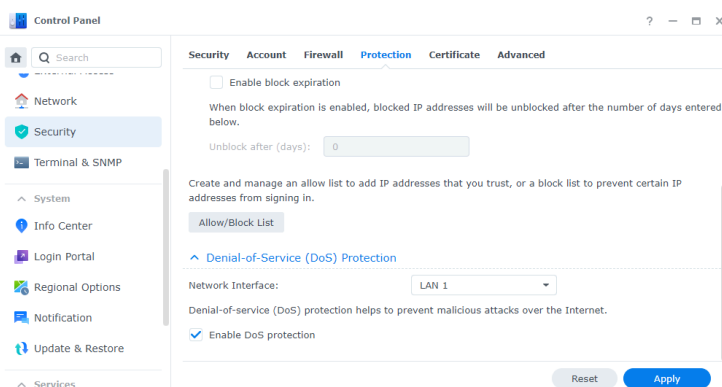 Control Panel
Search
Network
Security
Terminal & SNMP
System
Info Center
Login Portal
Regional Options
Notification
Update & Restore
Services
Security Account Firewall Protection Certificate Advanced
Enable block expiration
When block expiration is enabled, blocked IP addresses will be unblocked after the number of days entered
below.
Unblock after (days): 0
Create and manage an allow list to add IP addresses that you trust, or a block list to prevent certain IP
addresses from signing in.
Allow/Block List
Denial-of-Service (DoS) Protection
Network Interface: LAN 1
Denial-of-service (DoS) protection helps to prevent malicious attacks over the Internet.
Enable DoS protection
Reset Apply